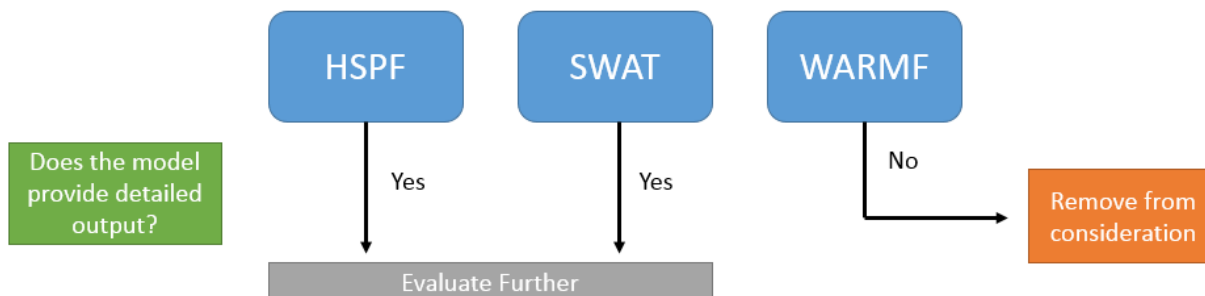 HSPF
SWAT
WARMF
Does the model
provide detailed
output?
Yes
Yes
No
Remove from
consideration
Evaluate Further